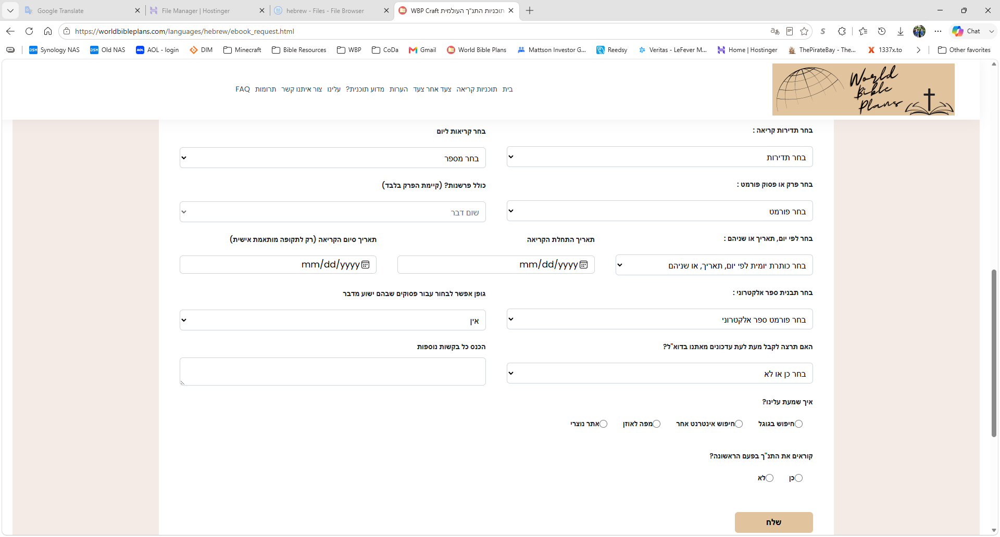 Google Translate
File Manager | Hostinger
hebrew - Files - File Browser
WBP Craft תוכניות התנ"ך העולמית
https://worldbibleplans.com/languages/hebrew/ebook_request.html
Chat
Synology NAS
Old NAS
AOL - login
DIM
Minecraft
Bible Resources
WBP
CoDa
Gmail
World Bible Plans
Mattson Investor G...
Reedsy
Veritas - LeFever M...
Home | Hostinger
ThePirateBay - The...
1337x.to
Other favorites
World
Bible
Plans
בית תוכניות קריאה צעד אחר צעד הערות מדוע תוכנית? עלינו צור איתנו קשר תרומות FAQ
בחר תדירות קריאה :
בחר קריאות ליום
בחר תדירות
בחר מספר
בחר פרק או פסוק פורמט :
כולל פרשנות? (קיימת הפרק בלבד)
בחר פורמט
שום דבר
בחר לפי יום, תאריך או שניהם :
תאריך התחלת הקריאה
תאריך סיום הקריאה (רק לתקופה מותאמת אישית)
בחר כותרת יומית לפי יום, תאריך, או שניהם
mm/dd/yyyy
mm/dd/yyyy
בחר תבנית ספר אלקטרוני :
גופן אפשר לבחור עבור פסוקים שבהם ישוע מדבר
בחר פורמט ספר אלקטרוני
אין
האם תרצה לקבל מעת לעת עדכונים מאתנו בדוא"ל?
הכנס כל בקשות נוספות
בחר כן או לא
איך שמעת עלינו?
חיפוש בגוגל
חיפוש אינטרנט אחר
מפה לאוזן
אתר נוצרי
קוראים את התנ"ך בפעם הראשונה?
כן
לא
שלח